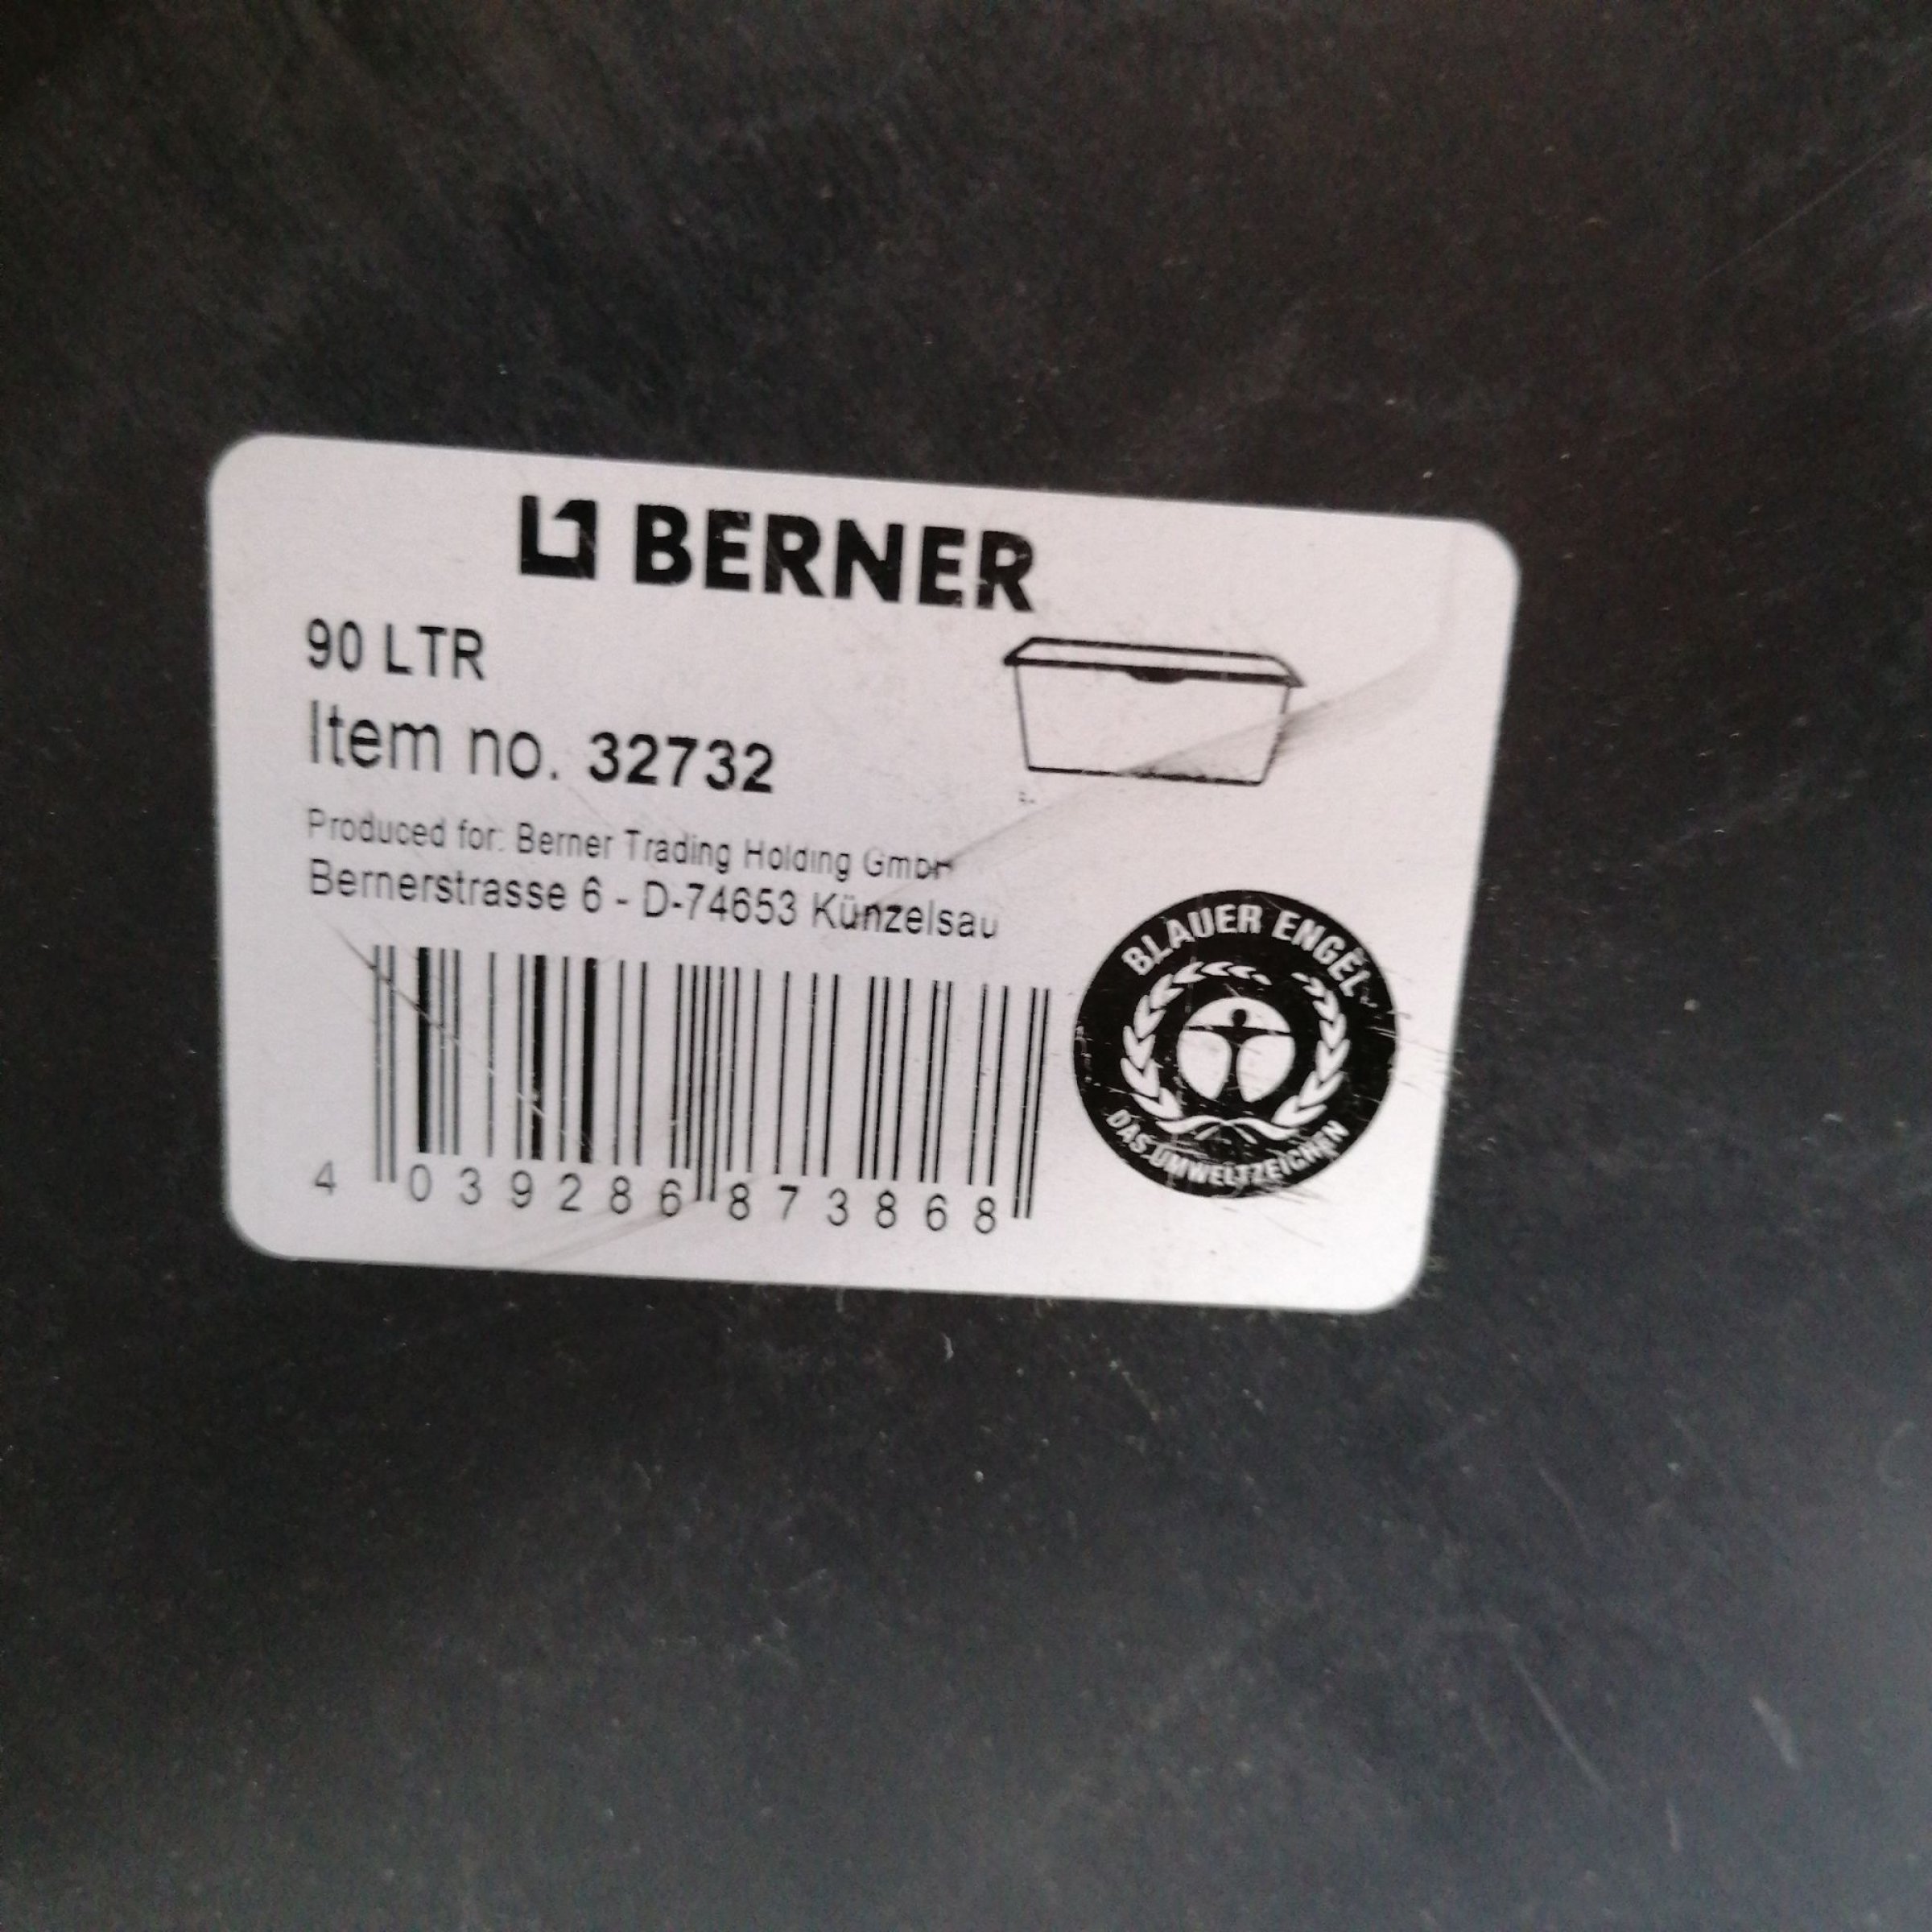 BERNER
90 LTR
Item no. 32732
Produced for: Berner Trading Holding GmbH
Bernerstrasse 6 - D-74653 Künzelsau
BLAUER ENGEL
DAS UMWELTZEICHEN
4 039286 873868